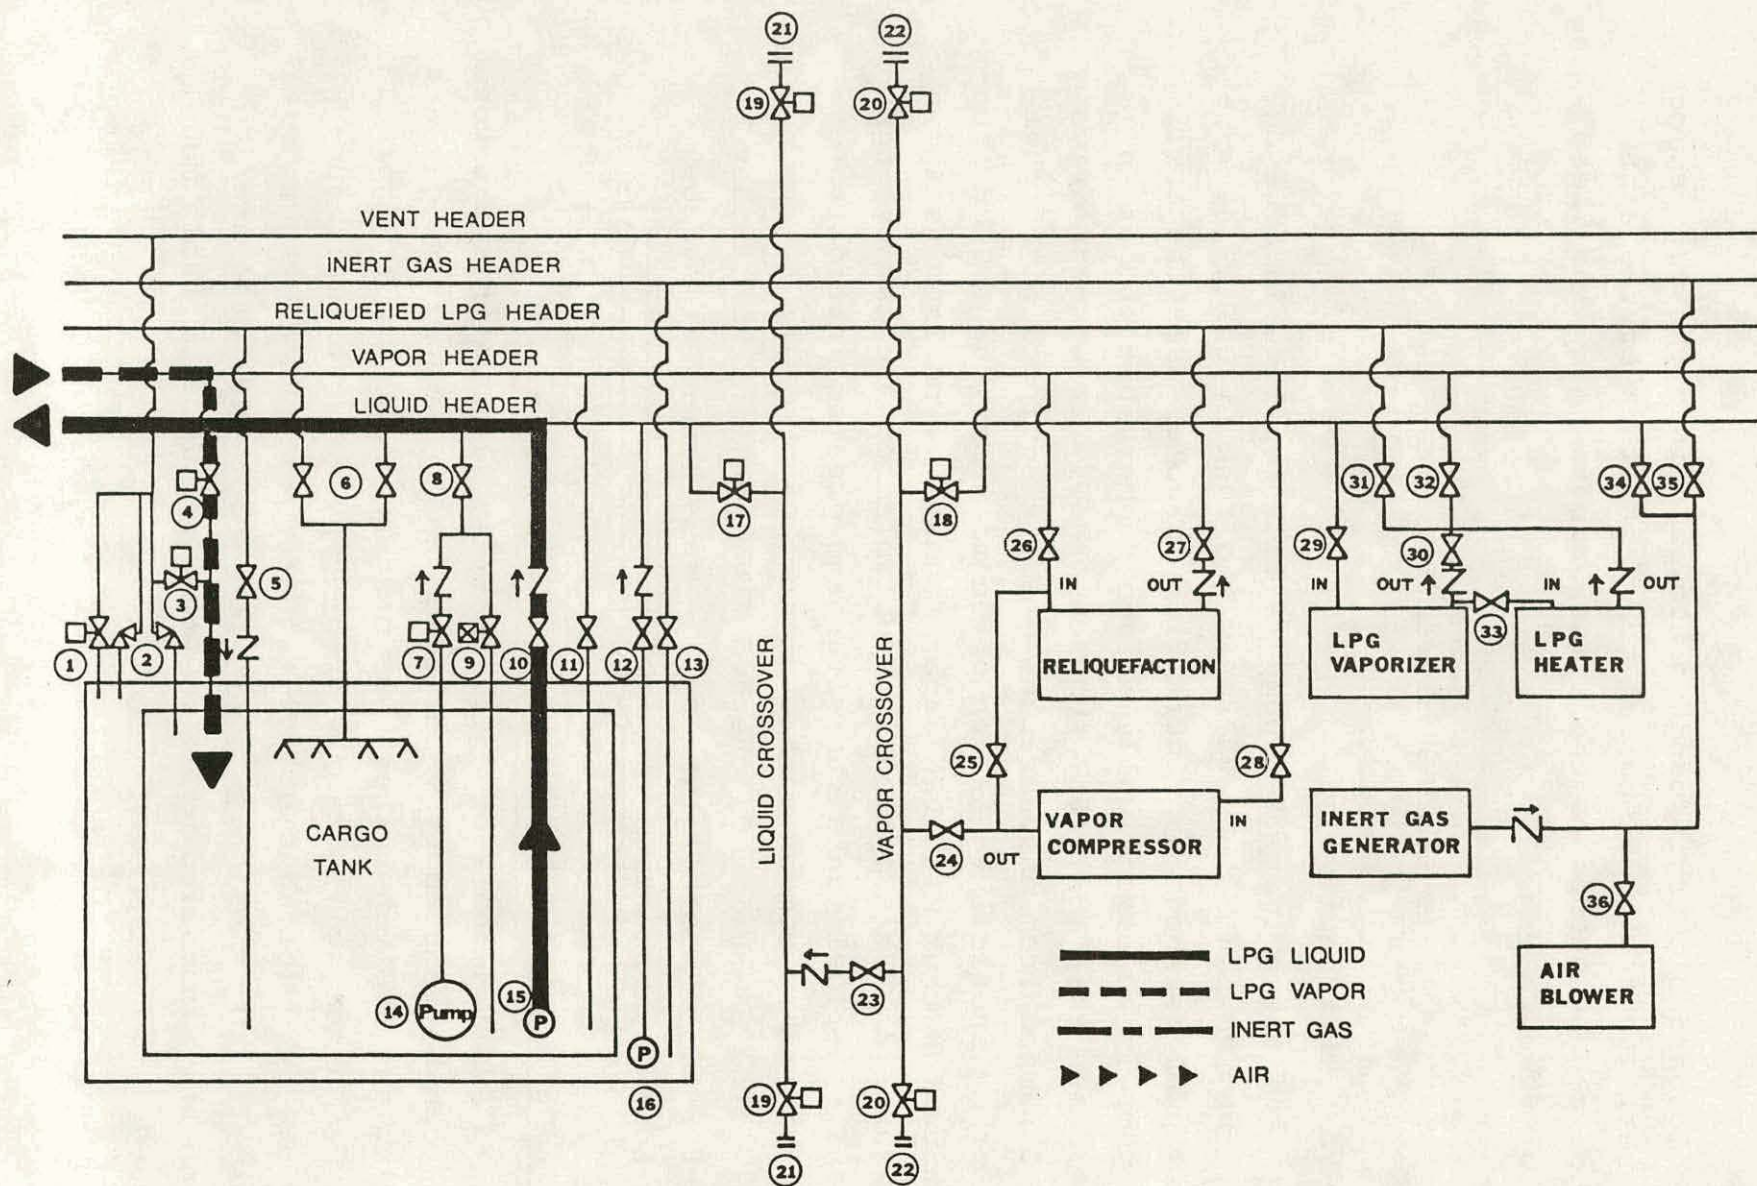 21 22
19 20
VENT HEADER
INERT GAS HEADER
RELIQUEFIED LPG HEADER
VAPOR HEADER
LIQUID HEADER
4 6 8 17 18 31 32 34 35
3 5 26 27 29 30
IN OUT IN OUT IN OUT
1 2 7 9 10 11 12 13 33
RELIQUEFACTION
LPG
VAPORIZER
LPG
HEATER
LIQUID CROSSOVER
VAPOR CROSSOVER
25 28
CARGO
TANK
VAPOR
COMPRESSOR
IN
24 OUT
INERT GAS
GENERATOR
36
AIR
BLOWER
14 Pump 15 P
P
16
23
LPG LIQUID
LPG VAPOR
INERT GAS
AIR
19 20
21 22